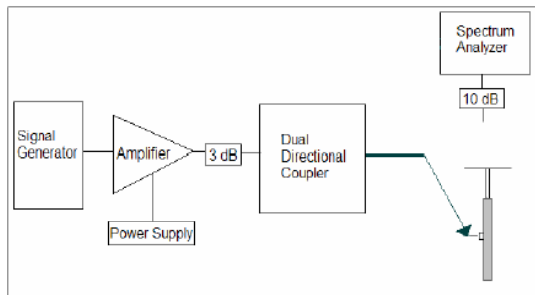 Spectrum
Analyzer
10 dB
Signal
Generator
Amplifier
3 dB
Dual
Directional
Coupler
Power Supply